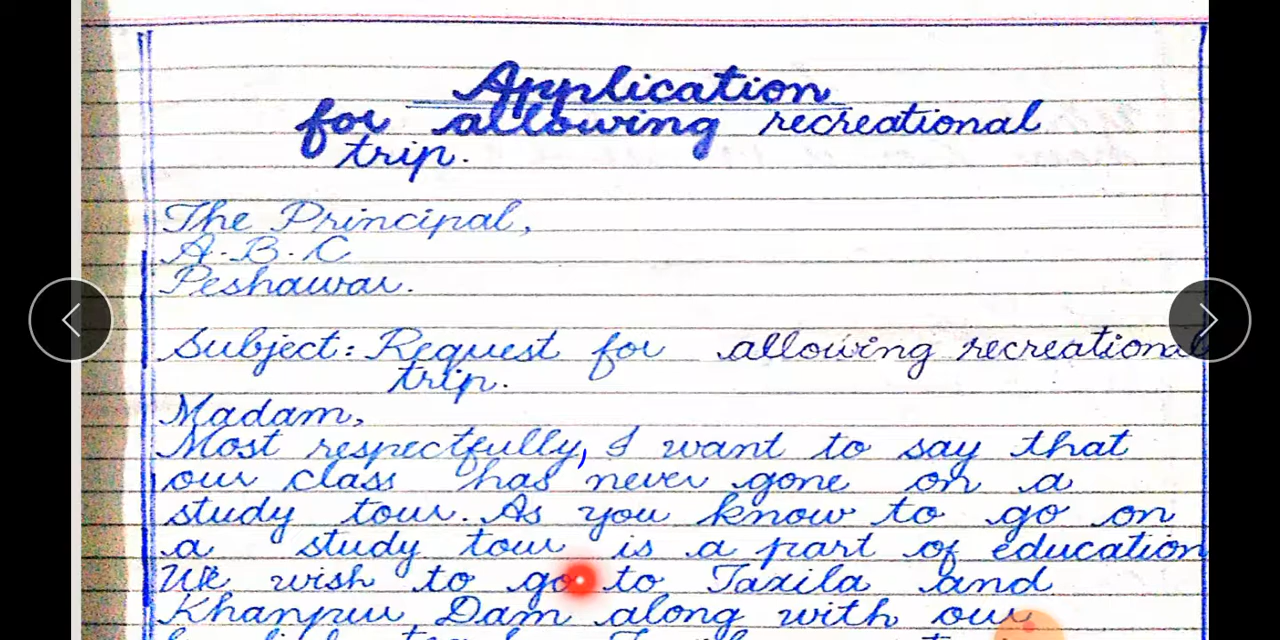 Application
for allowing recreational
trip.
The Principal,
A.B.C
Peshawar.
Subject: Request for allowing recreational
trip.
Madam,
Most respectfully, I want to say that
our class has never gone on a
study tour. As you know to go on
a study tour is a part of education
We wish to go to Taxila and
Khanpur Dam along with our